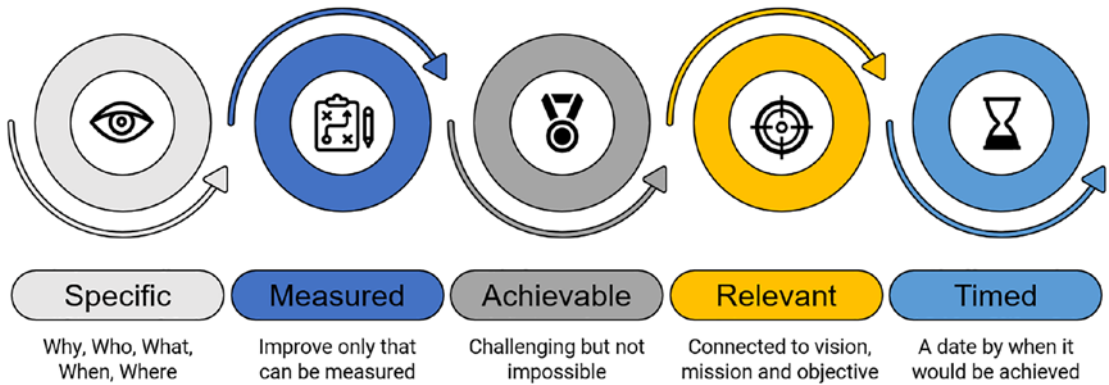 Specific
Measured
Achievable
Relevant
Timed
Why, Who, What,
When, Where
Improve only that
can be measured
Challenging but not
impossible
Connected to vision,
mission and objective
A date by when it
would be achieved